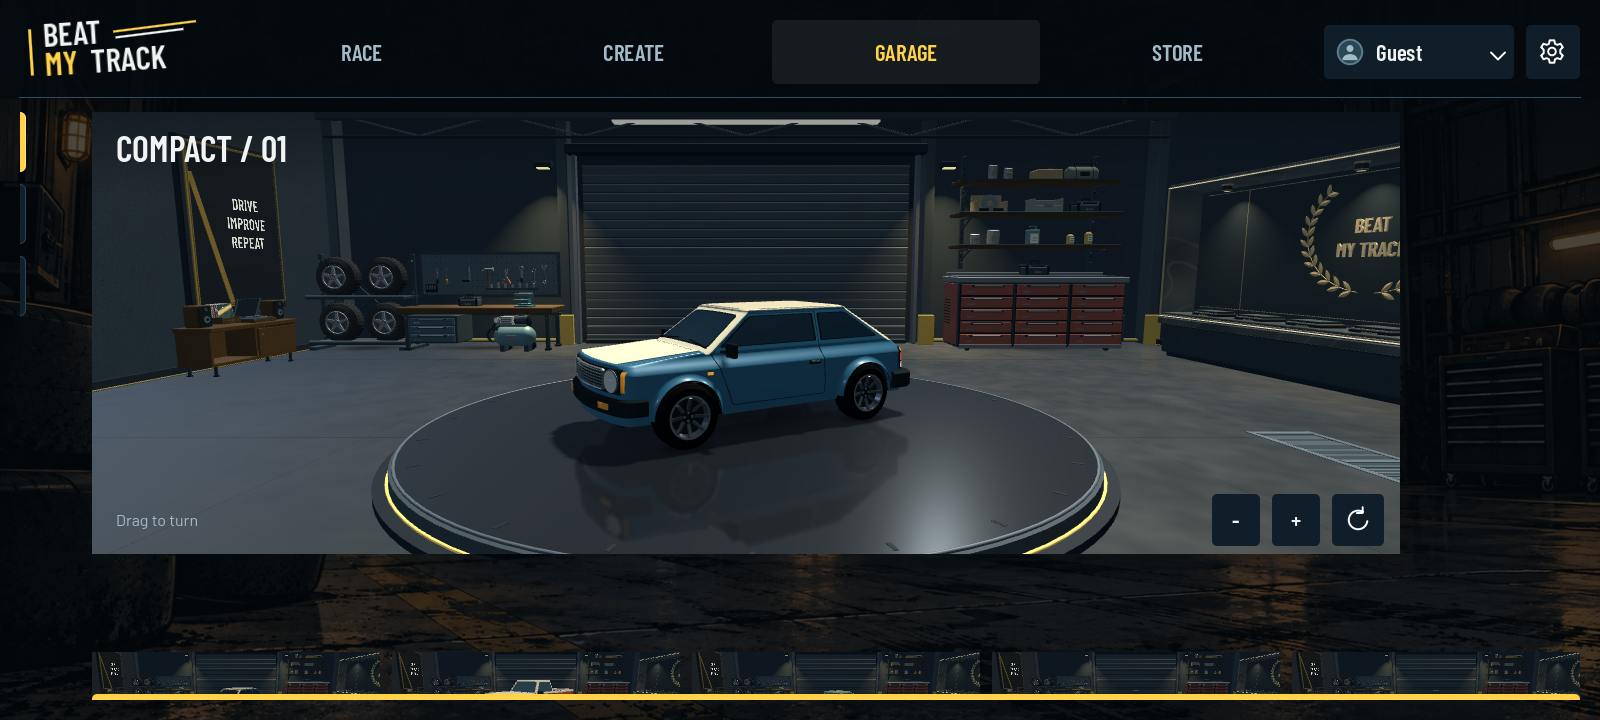 BEAT
MY TRACK
RACE
CREATE
GARAGE
STORE
Guest
COMPACT / 01
DRIVE
IMPROVE
REPEAT
BEAT
MY TRACK
Drag to turn
-
+